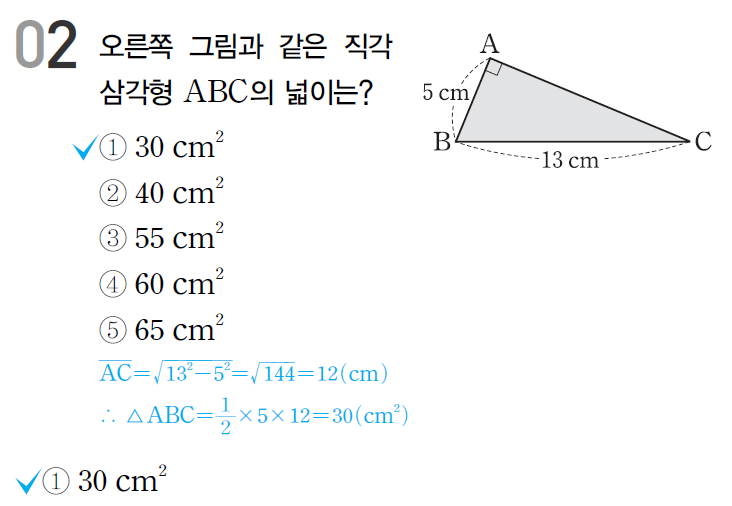 02 오른쪽 그림과 같은 직각
삼각형 ABC의 넓이는?
✓① 30 cm²
② 40 cm²
③ 55 cm²
④ 60 cm²
⑤ 65 cm²
A
5 cm
B
C
13 cm
A̅C̅=√(13²−5²)=√144=12(cm)
∴ △ABC=1/2×5×12=30(cm²)
✓① 30 cm²